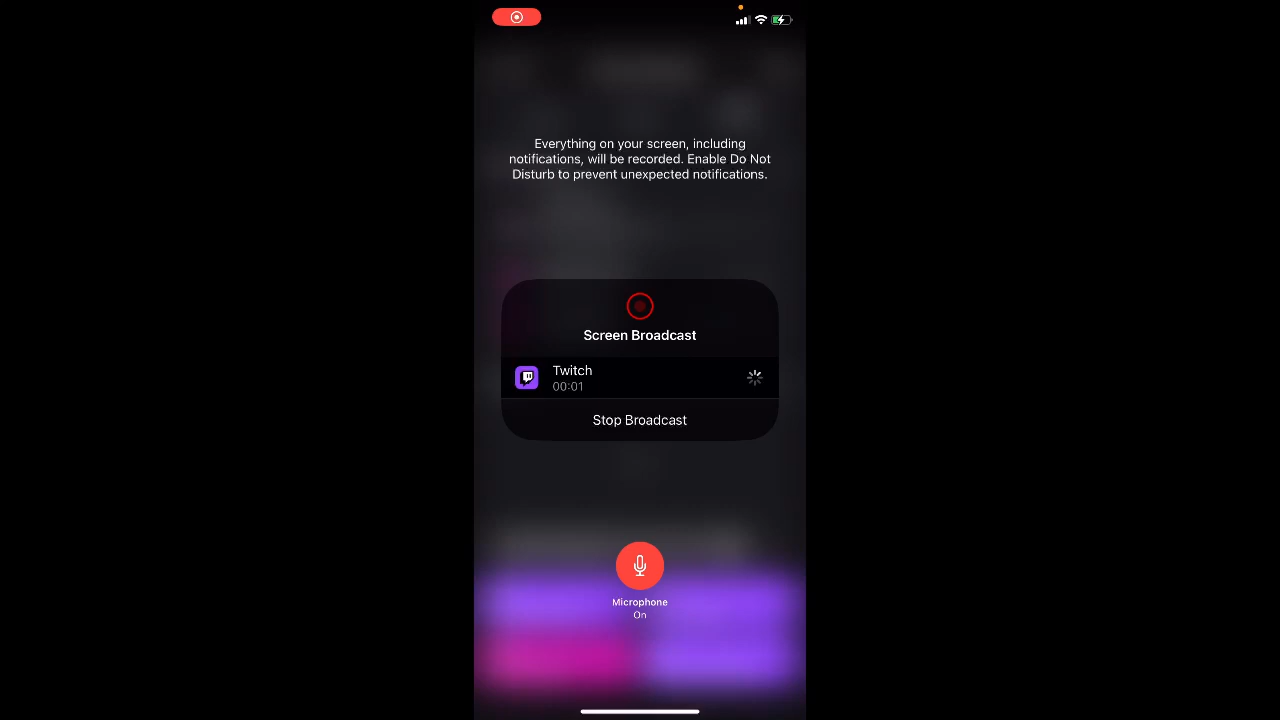 Everything on your screen, including
notifications, will be recorded. Enable Do Not
Disturb to prevent unexpected notifications.
Screen Broadcast
Twitch
00:01
Stop Broadcast
Microphone
On